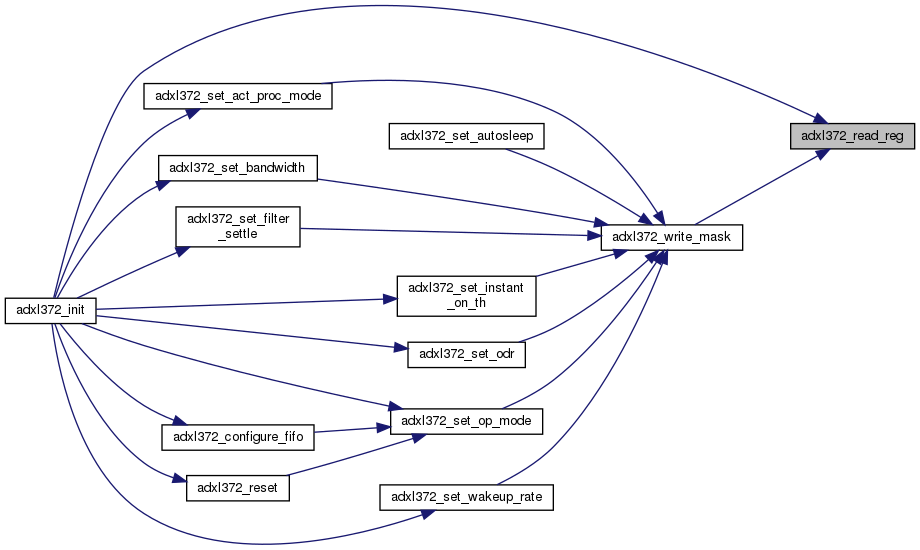 adxl372_set_act_proc_mode
adxl372_set_autosleep
adxl372_read_reg
adxl372_set_bandwidth
adxl372_set_filter
_settle
adxl372_write_mask
adxl372_set_instant
_on_th
adxl372_init
adxl372_set_odr
adxl372_set_op_mode
adxl372_configure_fifo
adxl372_reset
adxl372_set_wakeup_rate